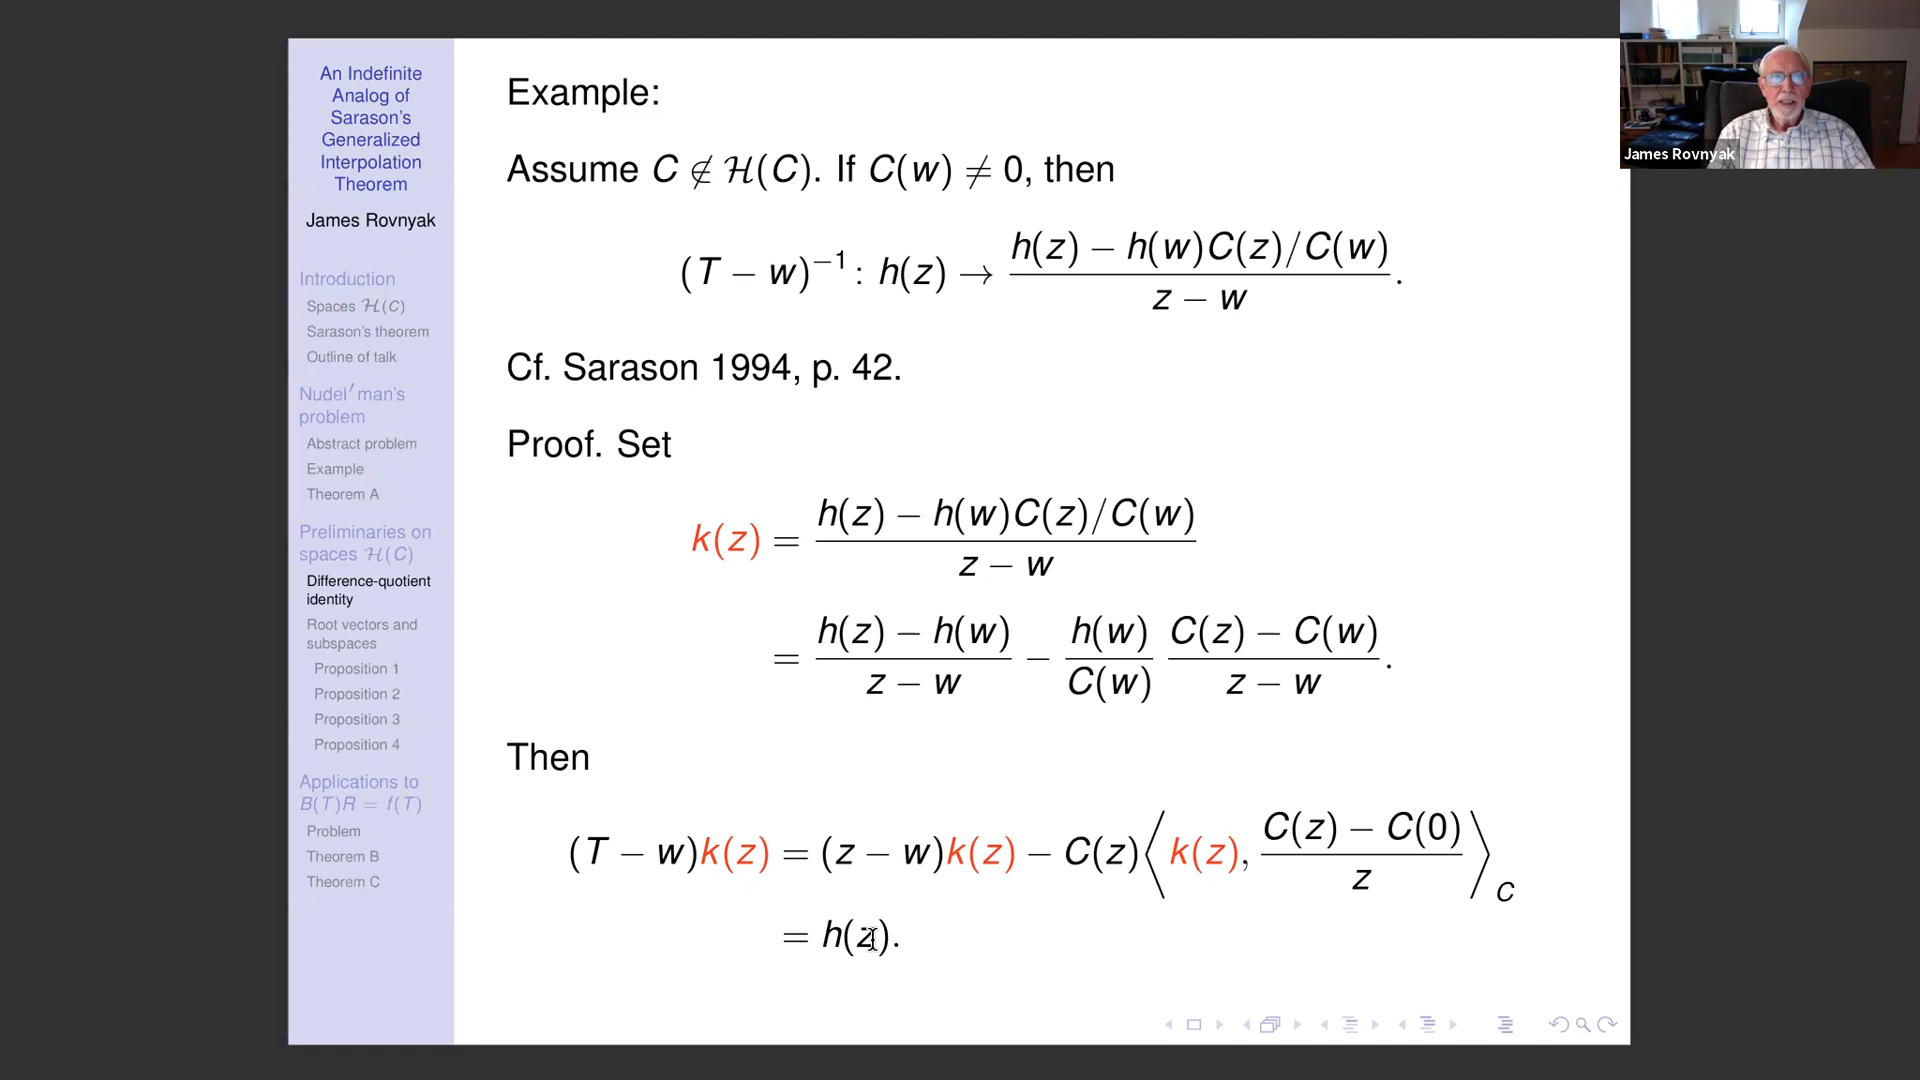 An Indefinite
Analog of
Sarason's
Generalized
Interpolation
Theorem
James Rovnyak
Introduction
Spaces ℋ(C)
Sarason's theorem
Outline of talk
Nudel′man's
problem
Abstract problem
Example
Theorem A
Preliminaries on
spaces ℋ(C)
Difference-quotient
identity
Root vectors and
subspaces
Proposition 1
Proposition 2
Proposition 3
Proposition 4
Applications to
B(T)R = f(T)
Problem
Theorem B
Theorem C
Example:
Assume C ∉ ℋ(C). If C(w) ≠ 0, then
(T − w)⁻¹: h(z) → (h(z) − h(w)C(z)/C(w)) / (z − w).
Cf. Sarason 1994, p. 42.
Proof. Set
k(z) = (h(z) − h(w)C(z)/C(w)) / (z − w)
= (h(z) − h(w)) / (z − w) − h(w)/C(w) (C(z) − C(w)) / (z − w).
Then
(T − w)k(z) = (z − w)k(z) − C(z)⟨k(z), (C(z) − C(0)) / z⟩_C
= h(z).
James Rovnyak